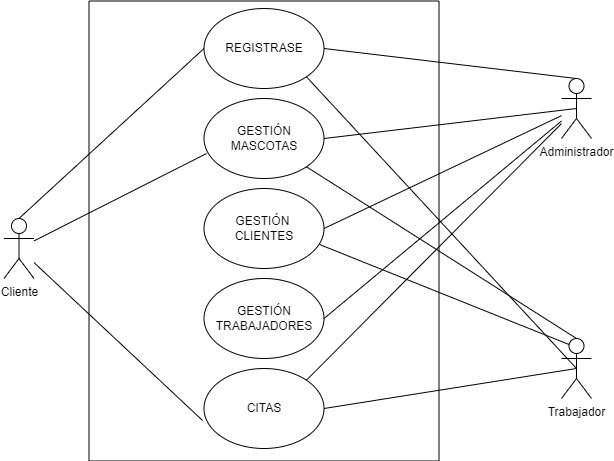 REGISTRASE
GESTIÓN
MASCOTAS
Administrador
GESTIÓN
CLIENTES
Cliente
GESTIÓN
TRABAJADORES
CITAS
Trabajador